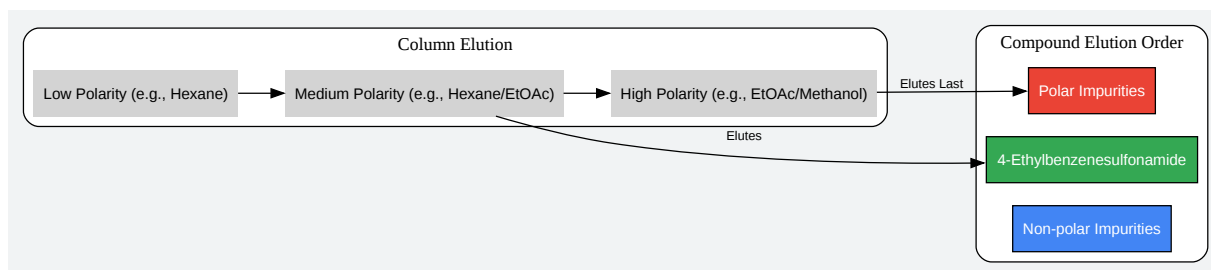 Column Elution
Low Polarity (e.g., Hexane)
Medium Polarity (e.g., Hexane/EtOAc)
High Polarity (e.g., EtOAc/Methanol)
Elutes Last
Elutes
Compound Elution Order
Polar Impurities
4-Ethylbenzenesulfonamide
Non-polar Impurities